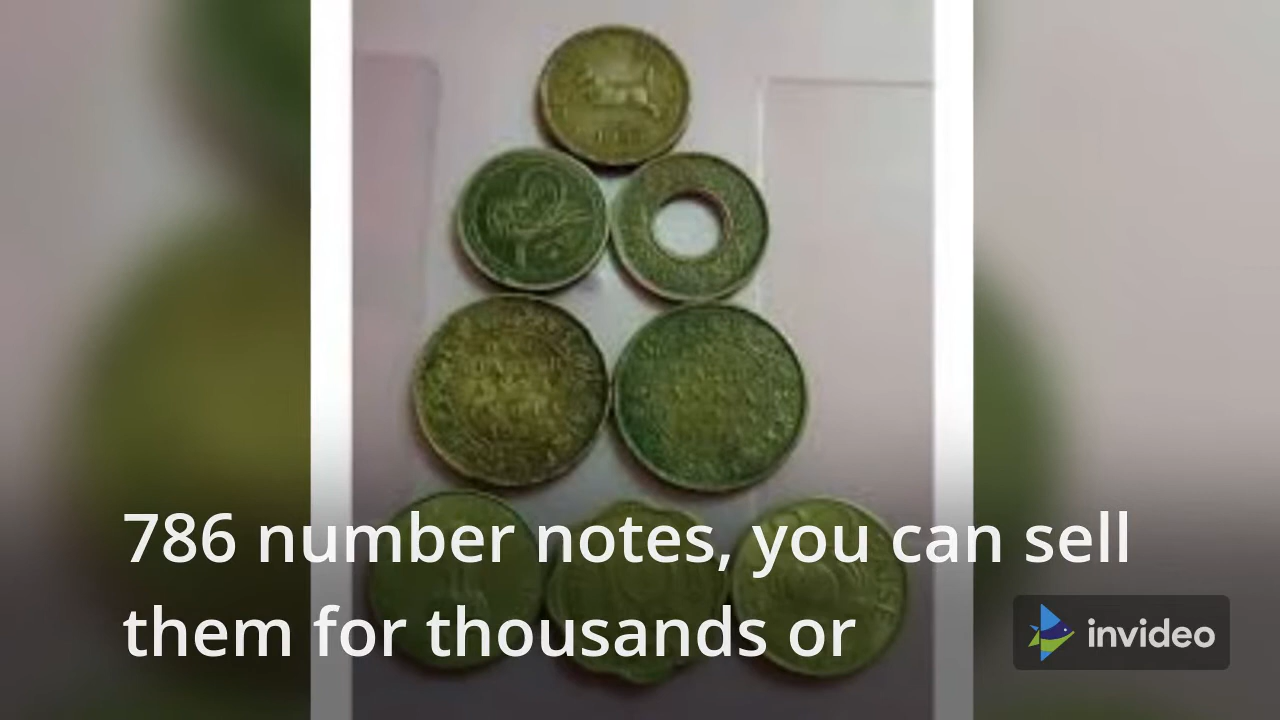 786 number notes, you can sell
them for thousands or
invideo